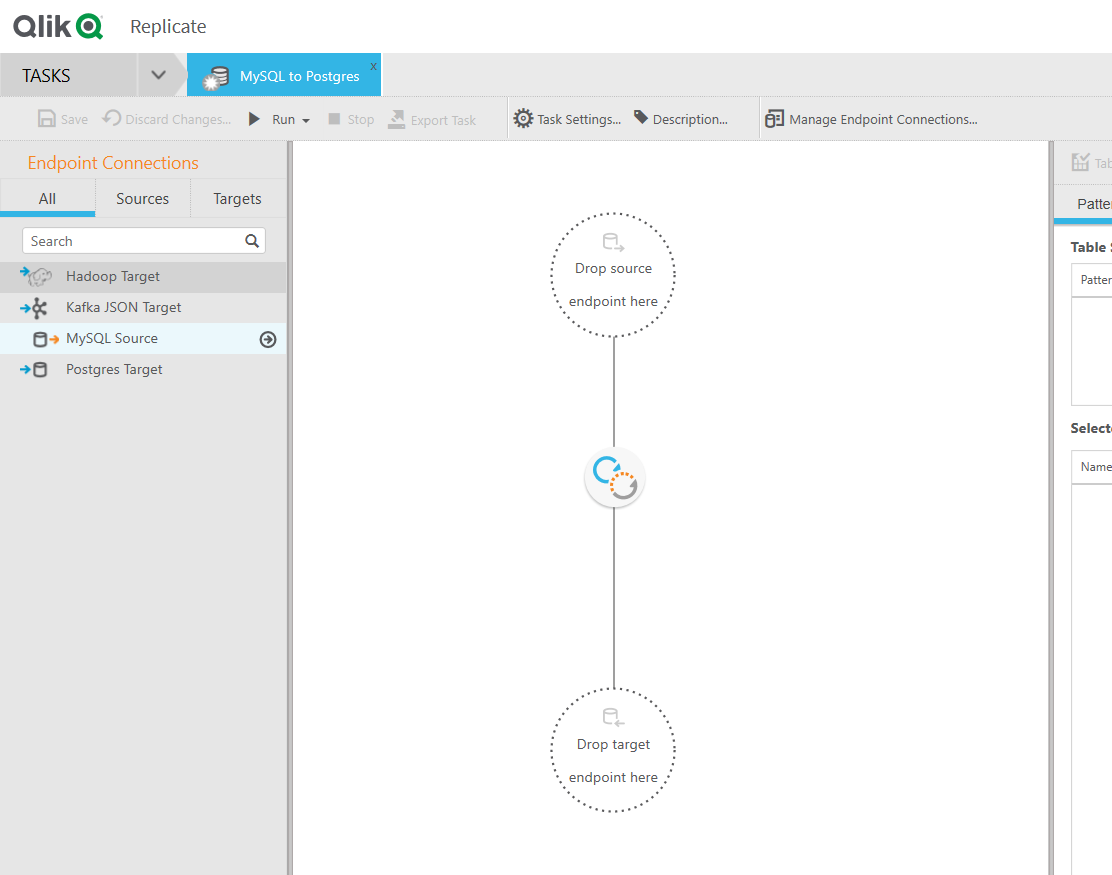 Qlik Replicate
TASKS MySQL to Postgres x
Save Discard Changes... Run Stop Export Task Task Settings... Description... Manage Endpoint Connections...
Endpoint Connections
All Sources Targets
Search
Hadoop Target
Kafka JSON Target
MySQL Source
Postgres Target
Drop source
endpoint here
Drop target
endpoint here
Tab
Patte
Table S
Patter
Selecte
Name